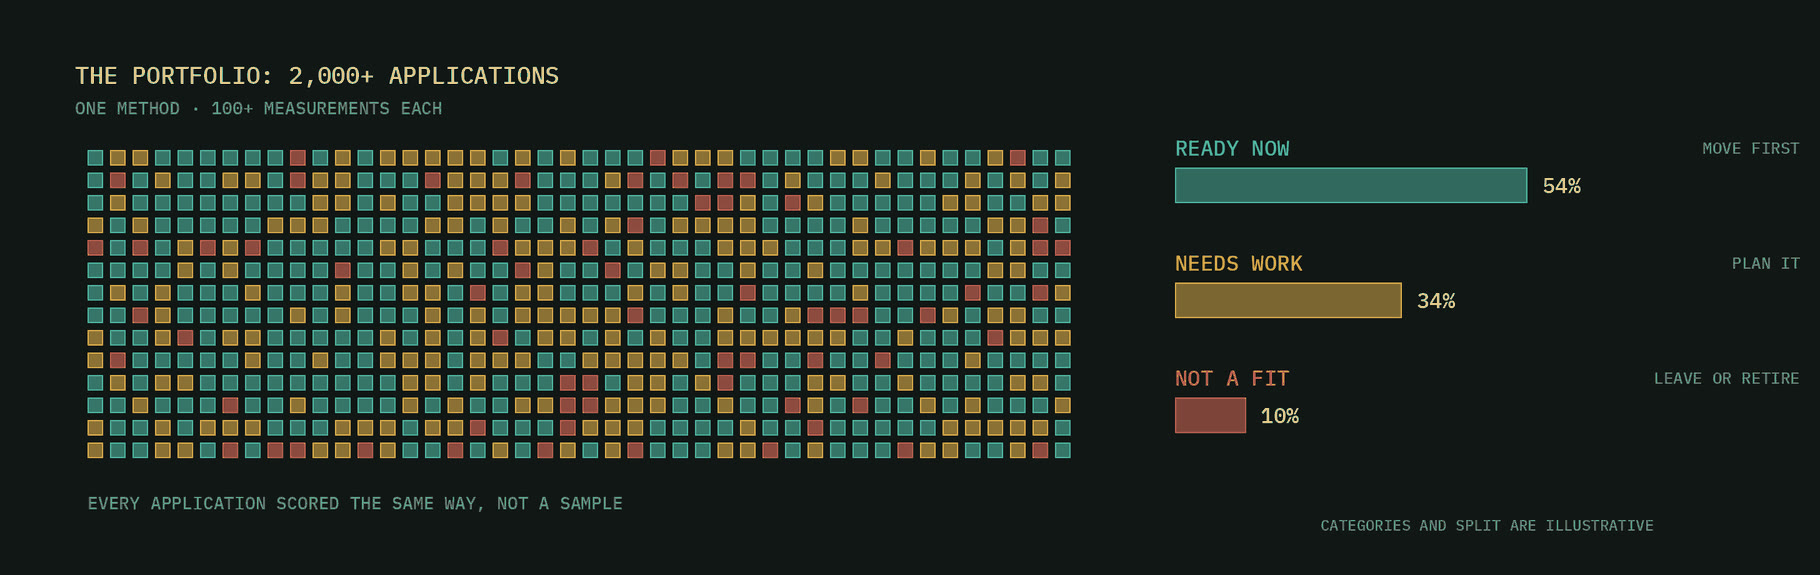 THE PORTFOLIO: 2,000+ APPLICATIONS
ONE METHOD · 100+ MEASUREMENTS EACH
READY NOW
MOVE FIRST
54%
NEEDS WORK
PLAN IT
34%
NOT A FIT
LEAVE OR RETIRE
10%
EVERY APPLICATION SCORED THE SAME WAY, NOT A SAMPLE
CATEGORIES AND SPLIT ARE ILLUSTRATIVE